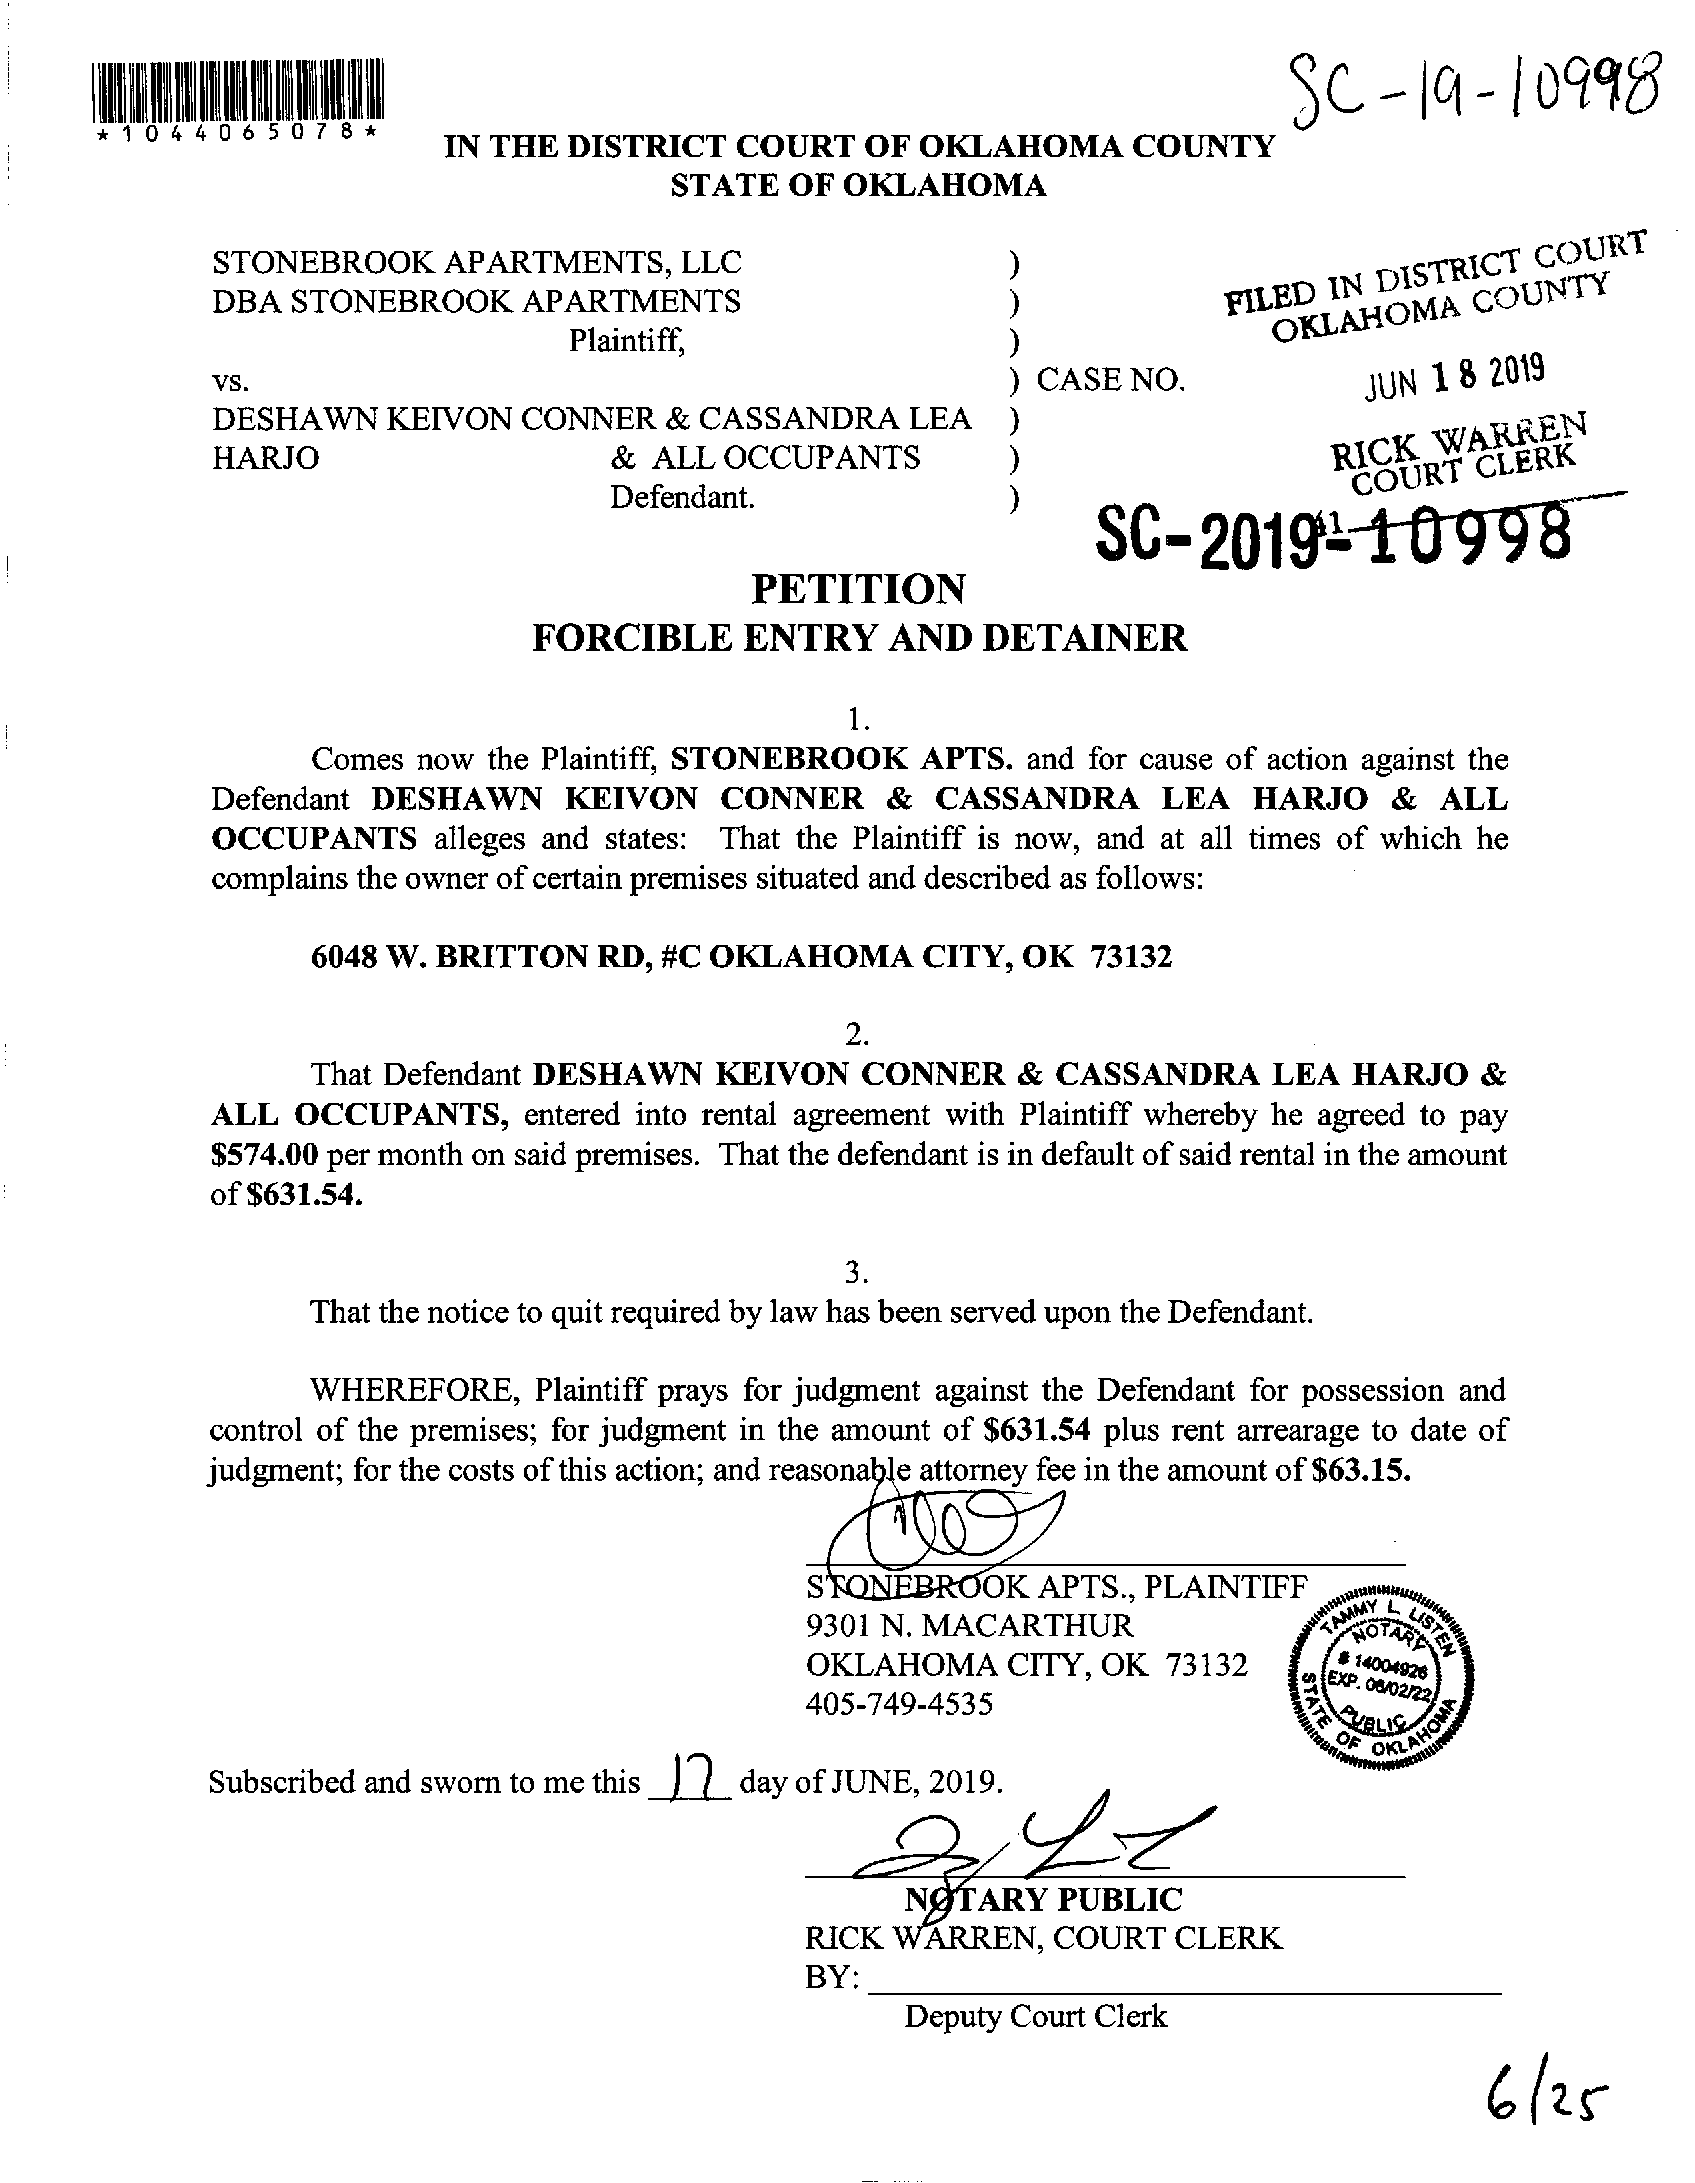 SC-19-10998
*1044065078*
IN THE DISTRICT COURT OF OKLAHOMA COUNTY
STATE OF OKLAHOMA
STONEBROOK APARTMENTS, LLC )
DBA STONEBROOK APARTMENTS )
Plaintiff, )
vs. ) CASE NO.
DESHAWN KEIVON CONNER & CASSANDRA LEA )
HARJO & ALL OCCUPANTS )
Defendant. )
FILED IN DISTRICT COURT
OKLAHOMA COUNTY
JUN 18 2019
RICK WARREN
COURT CLERK
SC-2019-10998
PETITION
FORCIBLE ENTRY AND DETAINER
1.
Comes now the Plaintiff, STONEBROOK APTS. and for cause of action against the
Defendant DESHAWN KEIVON CONNER & CASSANDRA LEA HARJO & ALL
OCCUPANTS alleges and states: That the Plaintiff is now, and at all times of which he
complains the owner of certain premises situated and described as follows:
6048 W. BRITTON RD, #C OKLAHOMA CITY, OK 73132
2.
That Defendant DESHAWN KEIVON CONNER & CASSANDRA LEA HARJO &
ALL OCCUPANTS, entered into rental agreement with Plaintiff whereby he agreed to pay
$574.00 per month on said premises. That the defendant is in default of said rental in the amount
of $631.54.
3.
That the notice to quit required by law has been served upon the Defendant.
WHEREFORE, Plaintiff prays for judgment against the Defendant for possession and
control of the premises; for judgment in the amount of $631.54 plus rent arrearage to date of
judgment; for the costs of this action; and reasonable attorney fee in the amount of $63.15.
STONEBROOK APTS., PLAINTIFF
9301 N. MACARTHUR
OKLAHOMA CITY, OK 73132
405-749-4535
TAMMY L. LISTEN
NOTARY
# 14004926
EXP. 06/02/22
PUBLIC
STATE OF OKLAHOMA
Subscribed and sworn to me this 17 day of JUNE, 2019.
NOTARY PUBLIC
RICK WARREN, COURT CLERK
BY:
Deputy Court Clerk
6/25